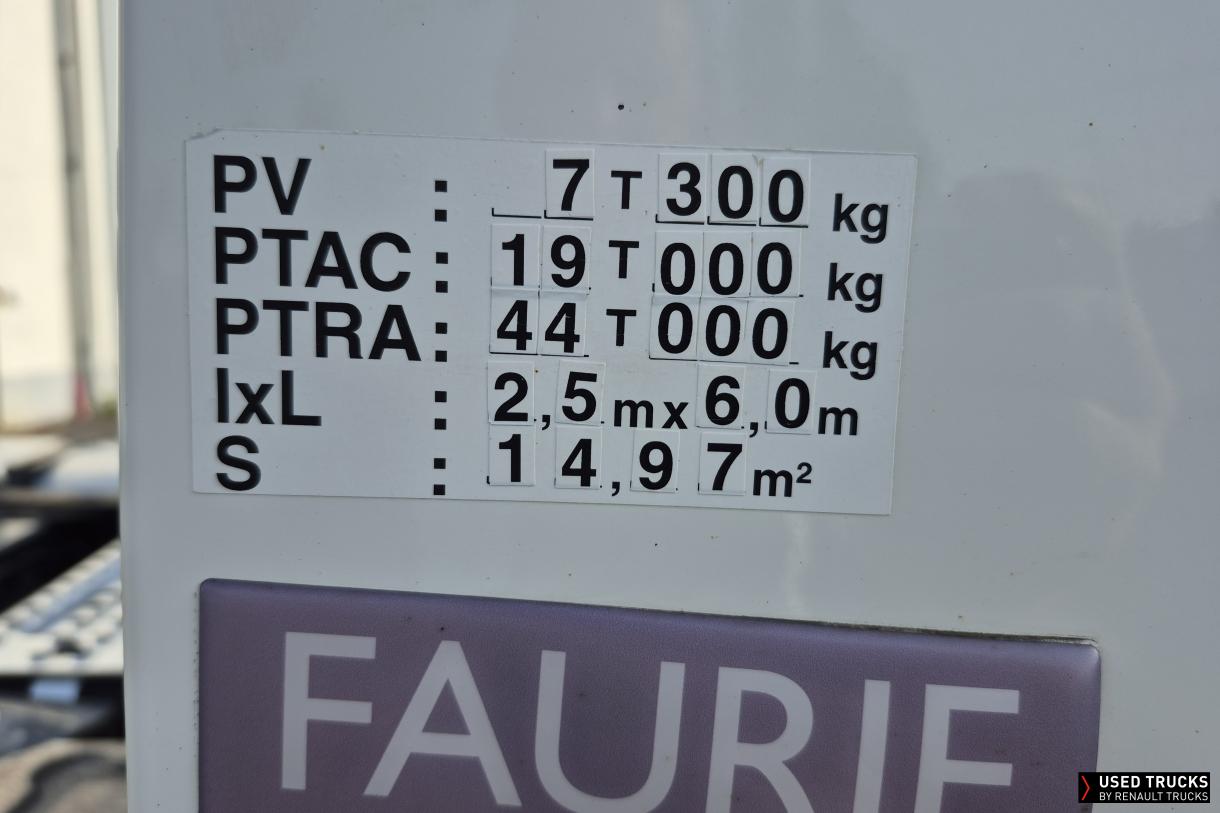 PV : 7 T 300 kg
PTAC : 19 T 000 kg
PTRA : 44 T 000 kg
lxL : 2,5 m x 6,0 m
S : 14,97 m²
FAURIE
USED TRUCKS
BY RENAULT TRUCKS